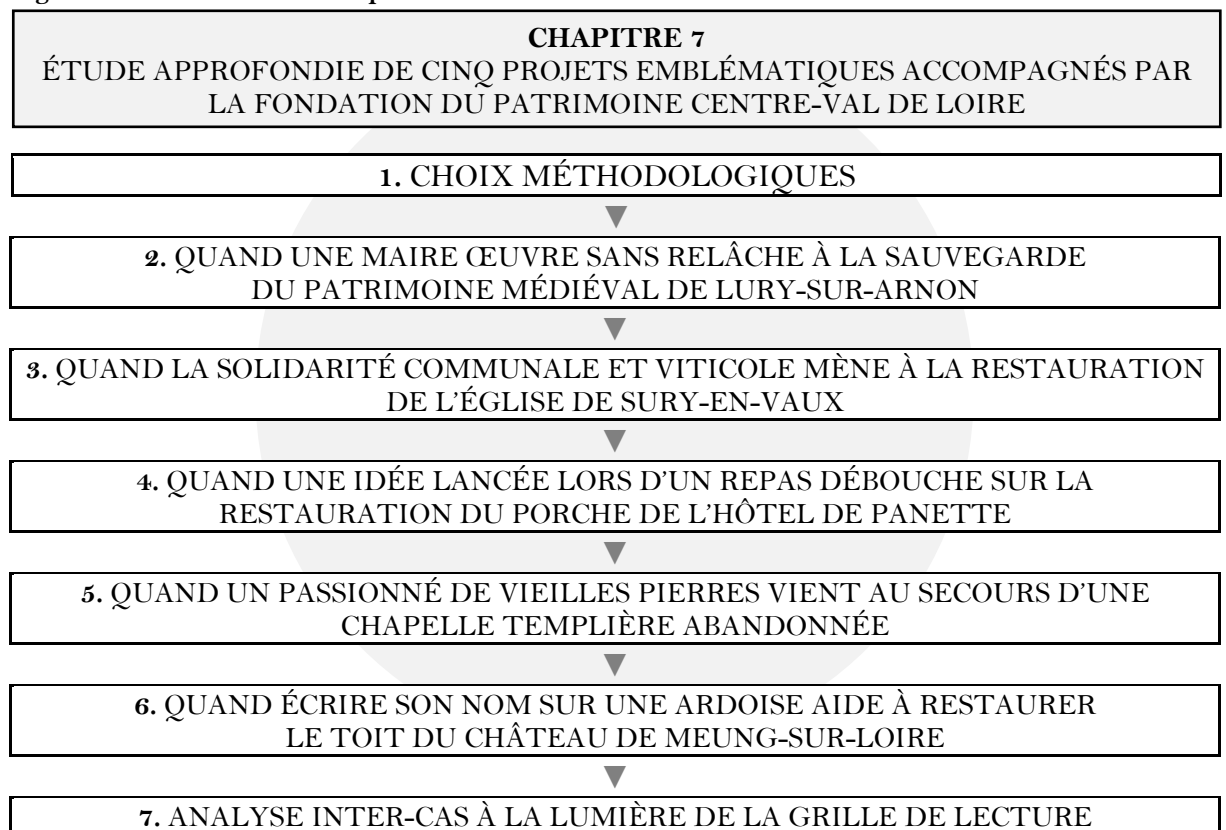 CHAPITRE 7
ÉTUDE APPROFONDIE DE CINQ PROJETS EMBLÉMATIQUES ACCOMPAGNÉS PAR
LA FONDATION DU PATRIMOINE CENTRE-VAL DE LOIRE
1. CHOIX MÉTHODOLOGIQUES
2. QUAND UNE MAIRE ŒUVRE SANS RELÂCHE À LA SAUVEGARDE
DU PATRIMOINE MÉDIÉVAL DE LURY-SUR-ARNON
3. QUAND LA SOLIDARITÉ COMMUNALE ET VITICOLE MÈNE À LA RESTAURATION
DE L'ÉGLISE DE SURY-EN-VAUX
4. QUAND UNE IDÉE LANCÉE LORS D'UN REPAS DÉBOUCHE SUR LA
RESTAURATION DU PORCHE DE L'HÔTEL DE PANETTE
5. QUAND UN PASSIONNÉ DE VIEILLES PIERRES VIENT AU SECOURS D'UNE
CHAPELLE TEMPLIÈRE ABANDONNÉE
6. QUAND ÉCRIRE SON NOM SUR UNE ARDOISE AIDE À RESTAURER
LE TOIT DU CHÂTEAU DE MEUNG-SUR-LOIRE
7. ANALYSE INTER-CAS À LA LUMIÈRE DE LA GRILLE DE LECTURE